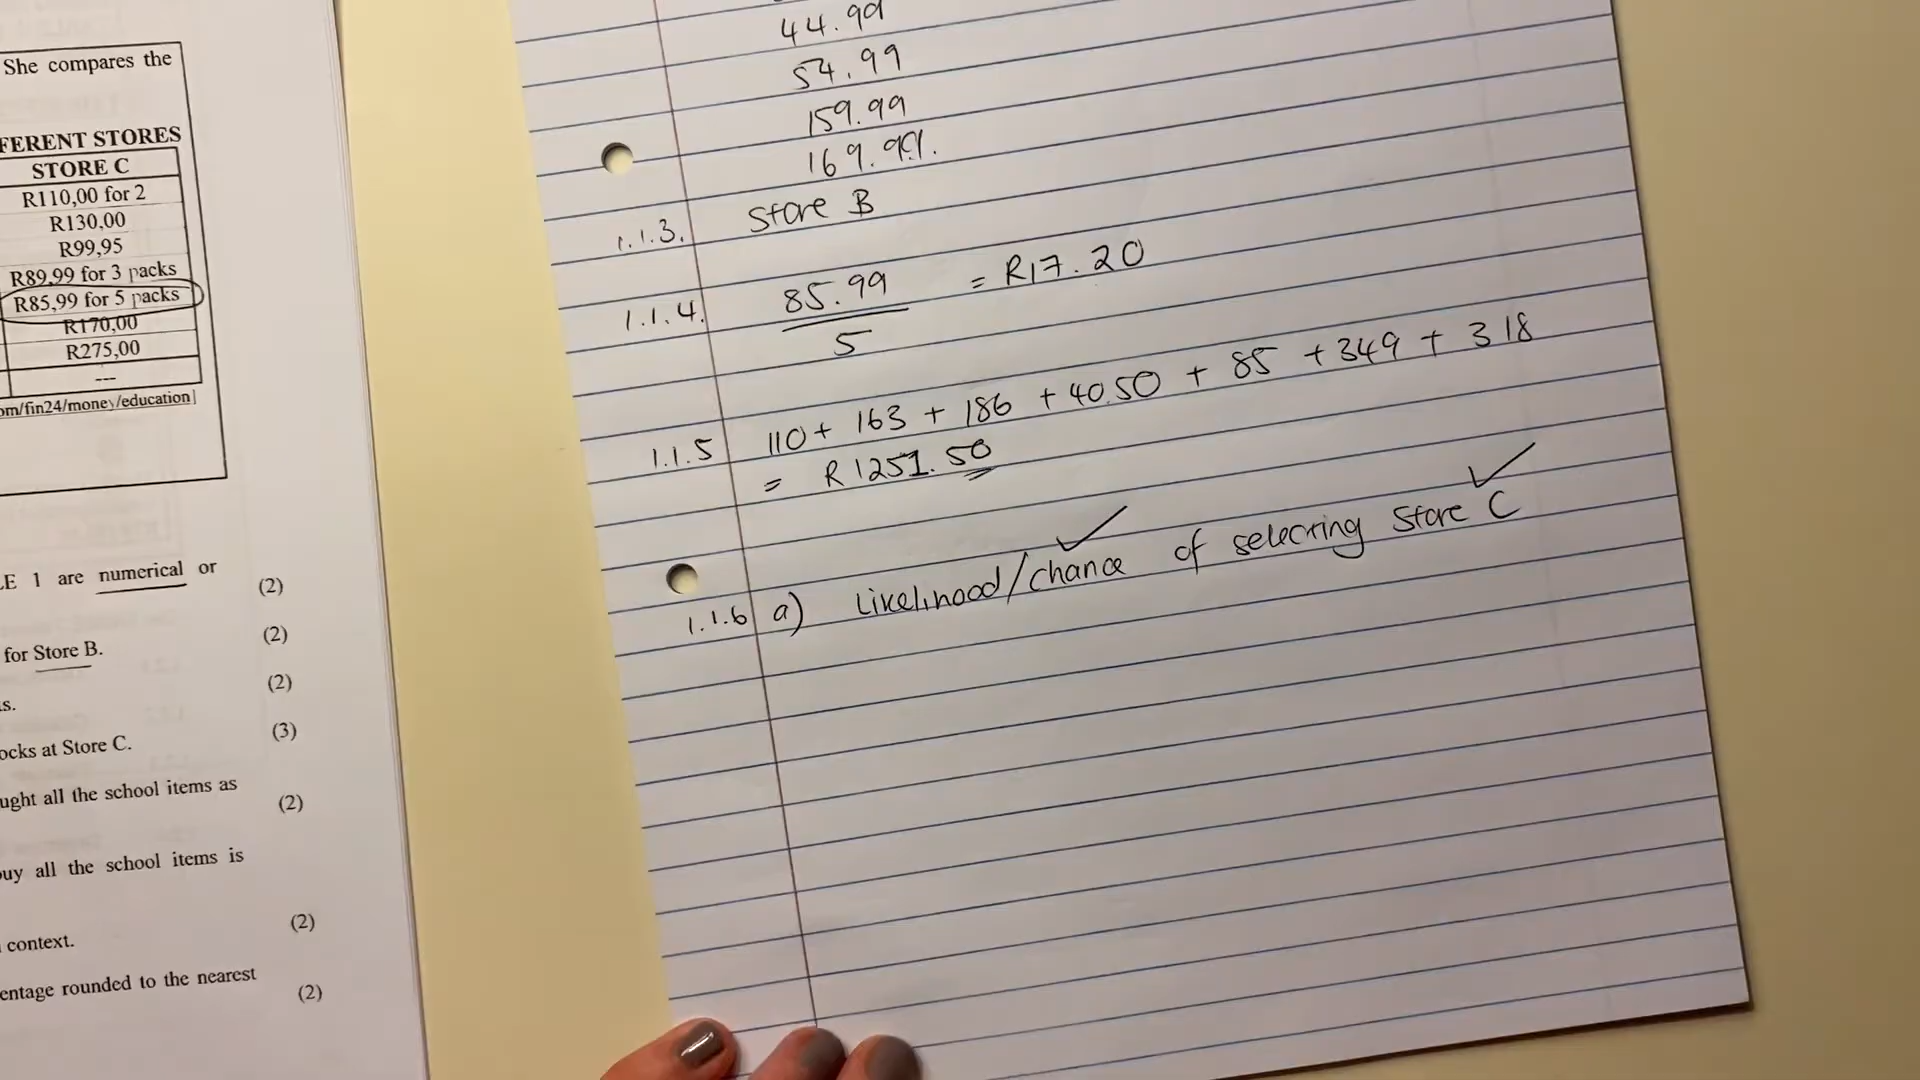 She compares the
FERENT STORES
STORE C
R110,00 for 2
R130,00
R99,95
R89,99 for 3 packs
R85,99 for 5 packs
R170,00
R275,00
---
om/fin24/money/education]
E 1 are numerical or
(2)
for Store B.
(2)
s.
(2)
ocks at Store C.
(3)
ught all the school items as
(2)
uy all the school items is
context.
(2)
entage rounded to the nearest
(2)
44.99
54.99
159.99
169.99.
1.1.3. Store B
1.1.4. 85.99 = R17.20
5
1.1.5 110 + 163 + 186 + 40.50 + 85 + 349 + 318
= R1251.50
1.1.6 a) Likelihood/chance of selecting Store C